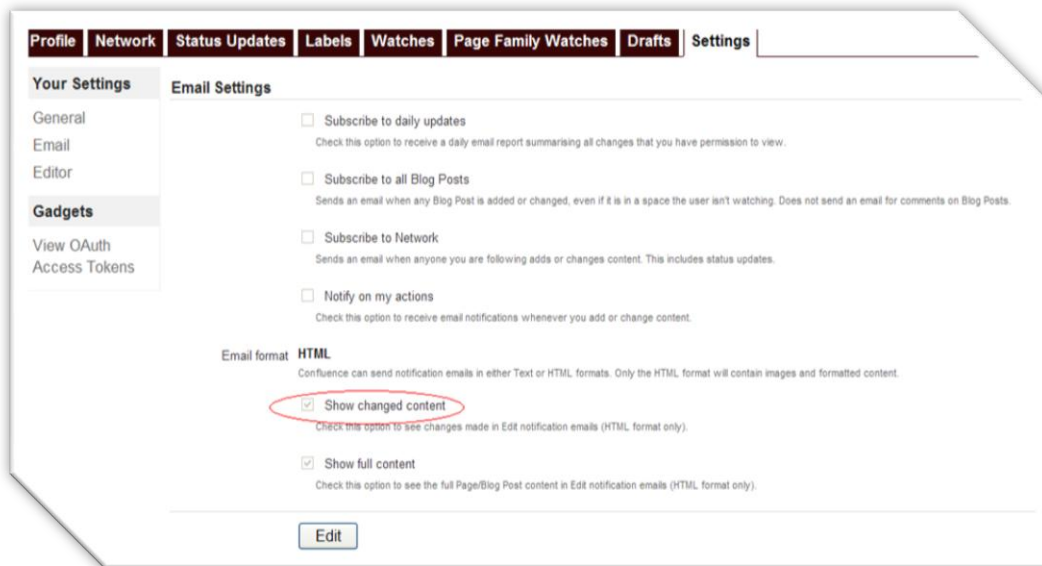 Profile Network Status Updates Labels Watches Page Family Watches Drafts Settings
Your Settings
General
Email
Editor
Gadgets
View OAuth
Access Tokens
Email Settings
Subscribe to daily updates
Check this option to receive a daily email report summarising all changes that you have permission to view.
Subscribe to all Blog Posts
Sends an email when any Blog Post is added or changed, even if it is in a space the user isn't watching. Does not send an email for comments on Blog Posts.
Subscribe to Network
Sends an email when anyone you are following adds or changes content. This includes status updates.
Notify on my actions
Check this option to receive email notifications whenever you add or change content.
Email format HTML
Confluence can send notification emails in either Text or HTML formats. Only the HTML format will contain images and formatted content.
Show changed content
Check this option to see changes made in Edit notification emails (HTML format only).
Show full content
Check this option to see the full Page/Blog Post content in Edit notification emails (HTML format only).
Edit